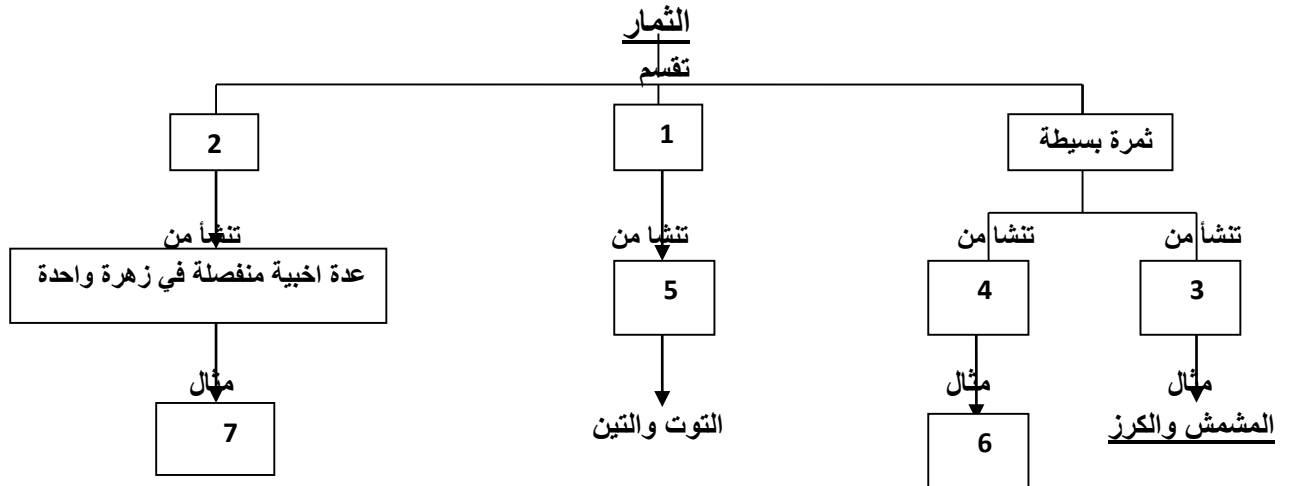 الثمار
تقسم
ثمرة بسيطة 1 2
تنشأ من تنشا من تنشا من تنشأ من
3 4 5 عدة اخبية منفصلة في زهرة واحدة
مثال مثال مثال
المشمش والكرز 6 التوت والتين 7